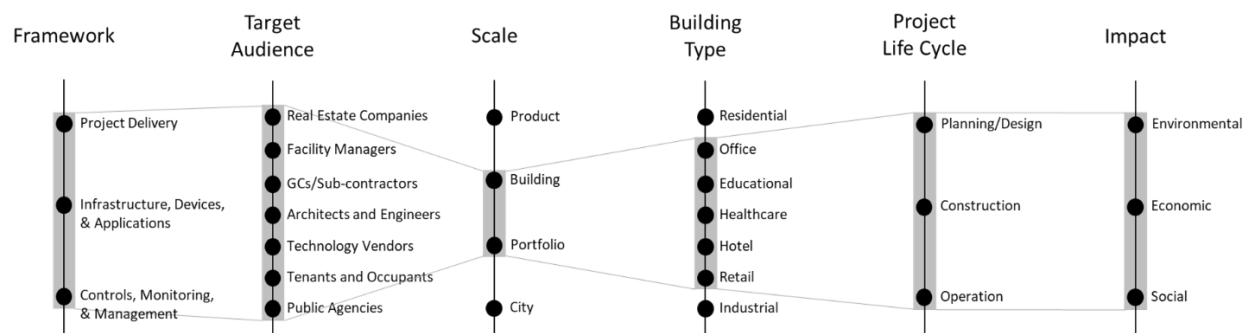 Framework
Target
Audience
Scale
Building
Type
Project
Life Cycle
Impact
Project Delivery
Infrastructure, Devices,
& Applications
Controls, Monitoring,
& Management
Real Estate Companies
Facility Managers
GCs/Sub-contractors
Architects and Engineers
Technology Vendors
Tenants and Occupants
Public Agencies
Product
Building
Portfolio
City
Residential
Office
Educational
Healthcare
Hotel
Retail
Industrial
Planning/Design
Construction
Operation
Environmental
Economic
Social